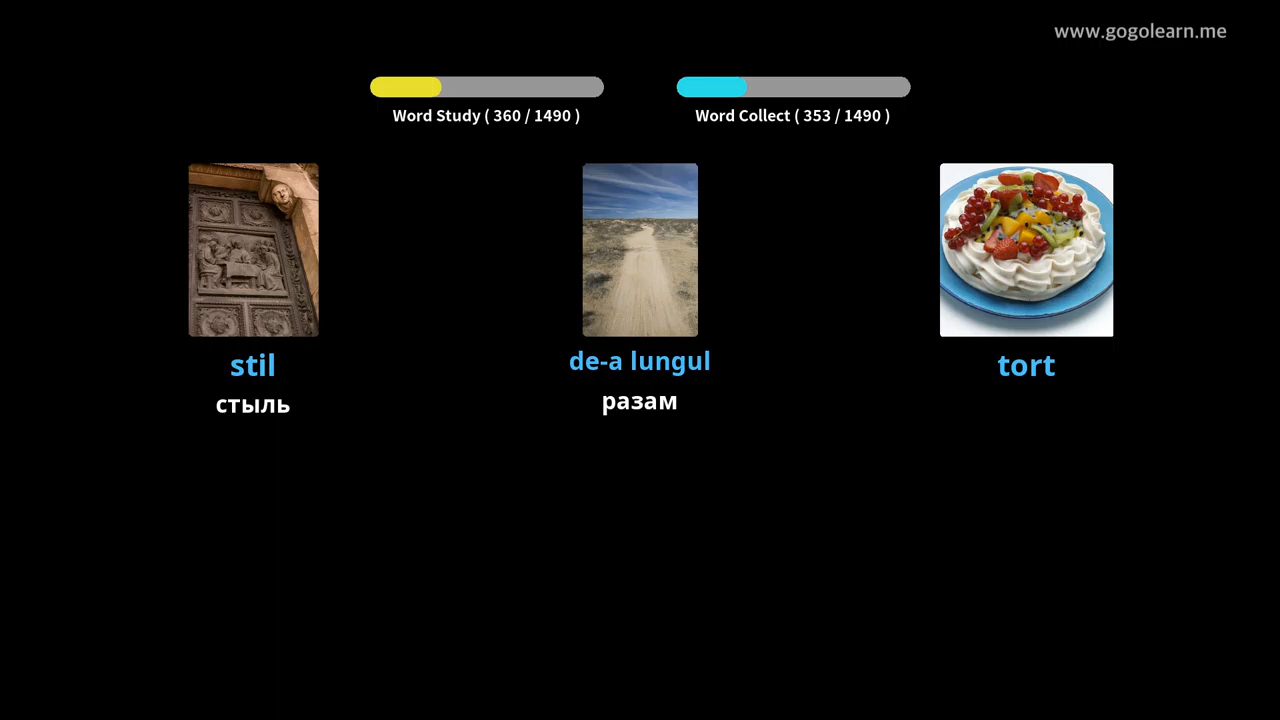 www.gogolearn.me
Word Study ( 360 / 1490 )
Word Collect ( 353 / 1490 )
stil
стыль
de-a lungul
разам
tort